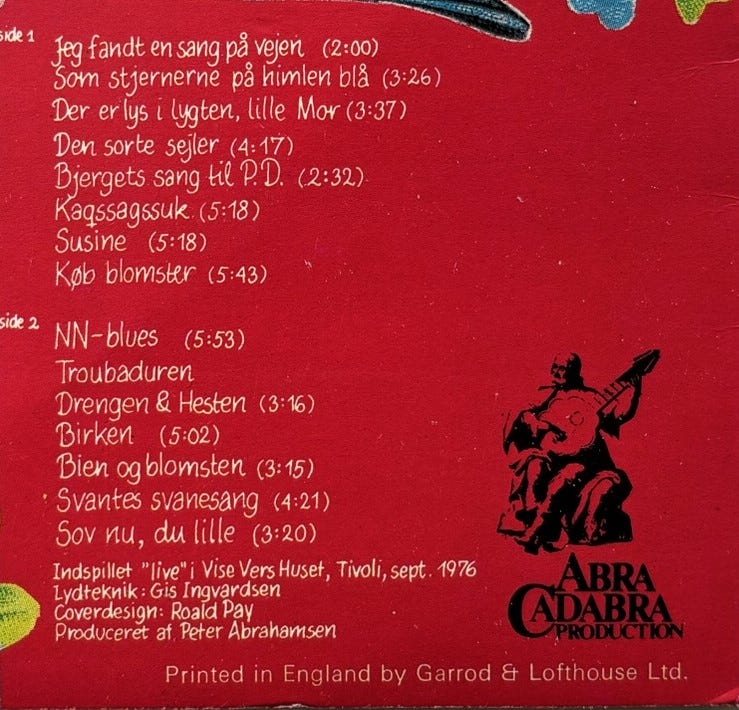 side 1
Jeg fandt en sang på vejen (2:00)
Som stjernerne på himlen blå (3:26)
Der er lys i lygten, lille Mor (3:37)
Den sorte sejler (4:17)
Bjergets sang til P.D. (2:32)
Kaqssagssuk (5:18)
Susine (5:18)
Køb blomster (5:43)
side 2
NN-blues (5:53)
Troubaduren
Drengen & Hesten (3:16)
Birken (5:02)
Bien og blomsten (3:15)
Svantes svanesang (4:21)
Sov nu, du lille (3:20)
Indspillet "live" i Vise Vers Huset, Tivoli, sept. 1976
Lydteknik: Gis Ingvardsen
Coverdesign: Roald Pay
Produceret af Peter Abrahamsen
ABRA
CADABRA
PRODUCTION
Printed in England by Garrod & Lofthouse Ltd.